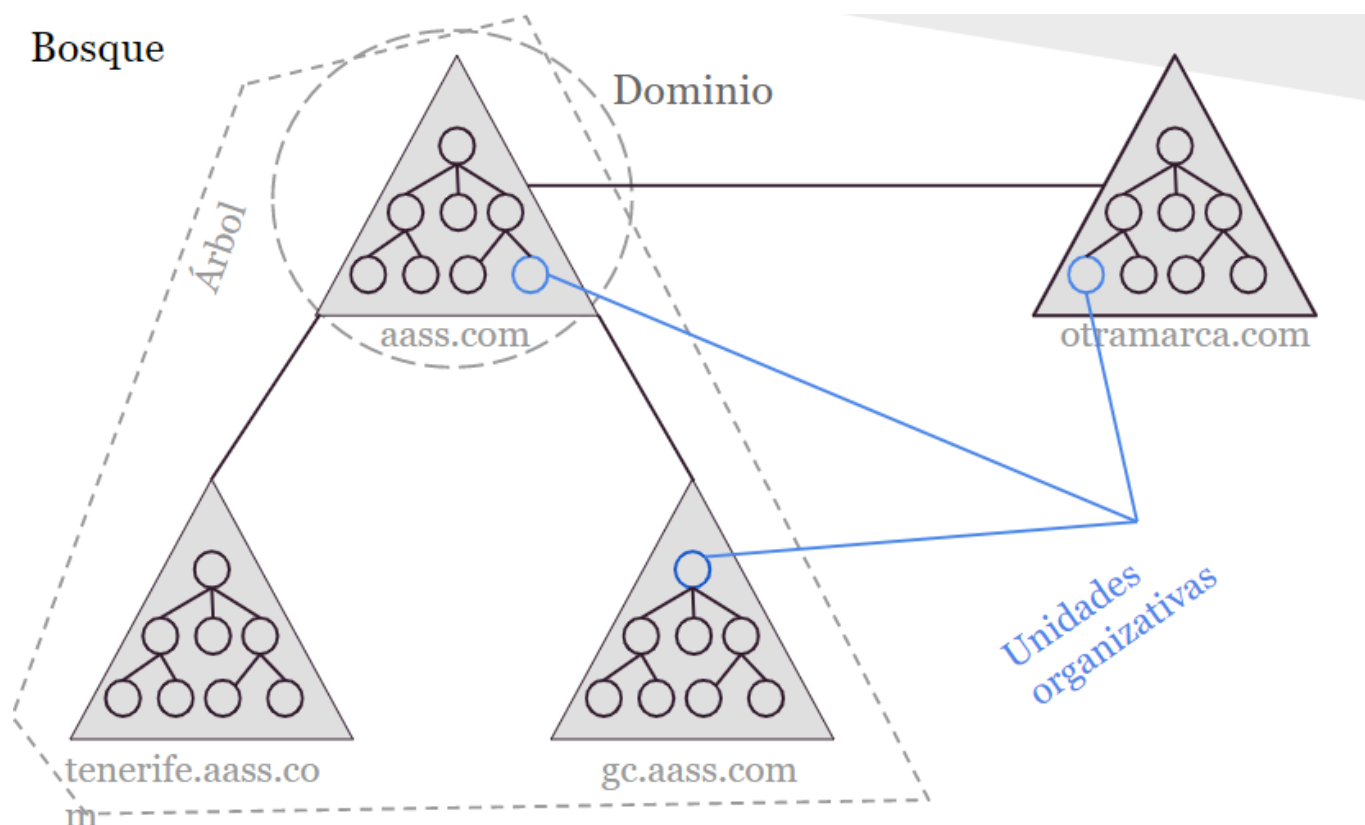 Bosque
Dominio
Árbol
aass.com
otramarca.com
Unidades
organizativas
tenerife.aass.co
m
gc.aass.com